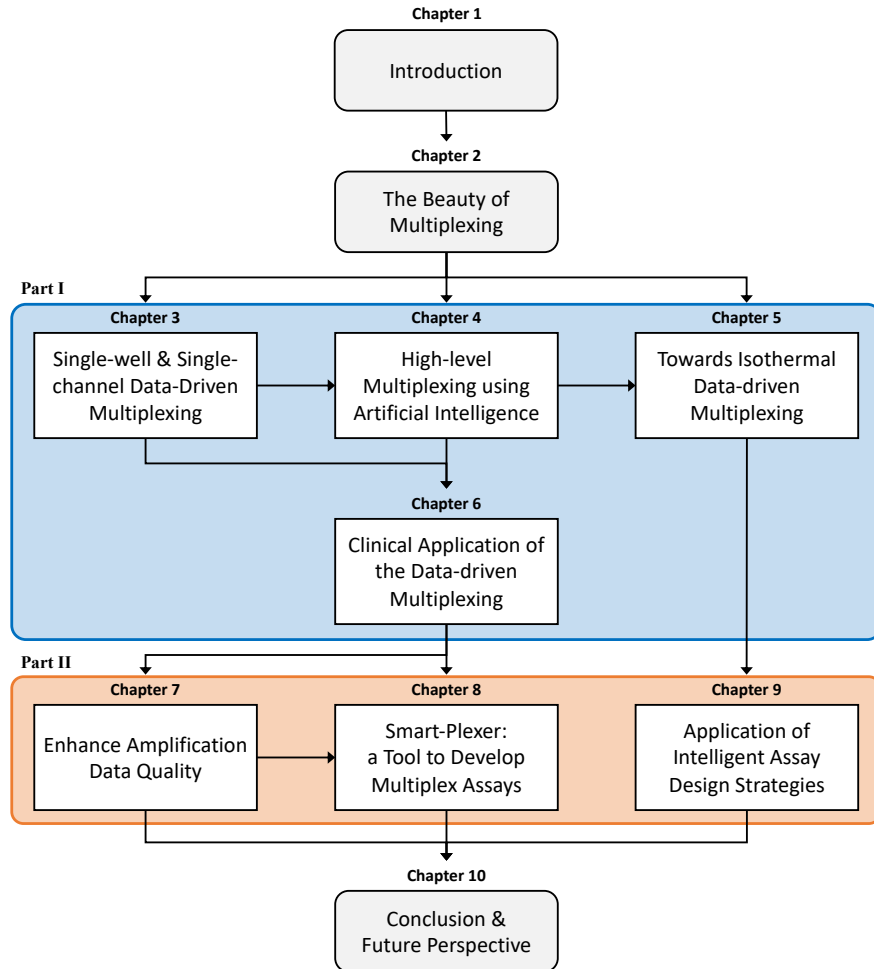 Chapter 1
Introduction
Chapter 2
The Beauty of
Multiplexing
Part I
Chapter 3
Single-well & Single-
channel Data-Driven
Multiplexing
Chapter 4
High-level
Multiplexing using
Artificial Intelligence
Chapter 5
Towards Isothermal
Data-driven
Multiplexing
Chapter 6
Clinical Application of
the Data-driven
Multiplexing
Part II
Chapter 7
Enhance Amplification
Data Quality
Chapter 8
Smart-Plexer:
a Tool to Develop
Multiplex Assays
Chapter 9
Application of
Intelligent Assay
Design Strategies
Chapter 10
Conclusion &
Future Perspective